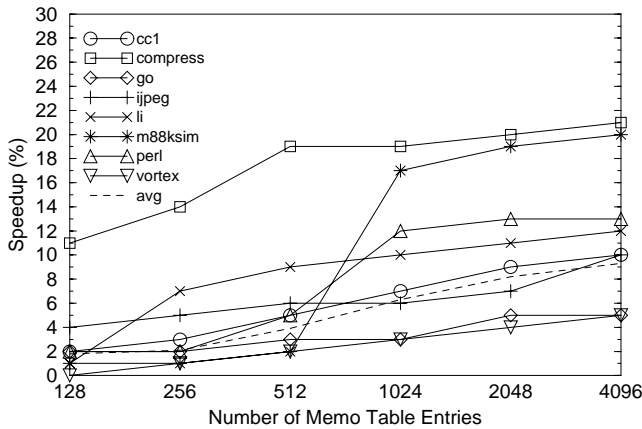 30
28
26
24
22
20
18
16
14
12
10
8
6
4
2
0
Speedup (%)
cc1
compress
go
ijpeg
li
m88ksim
perl
vortex
avg
128 256 512 1024 2048 4096
Number of Memo Table Entries